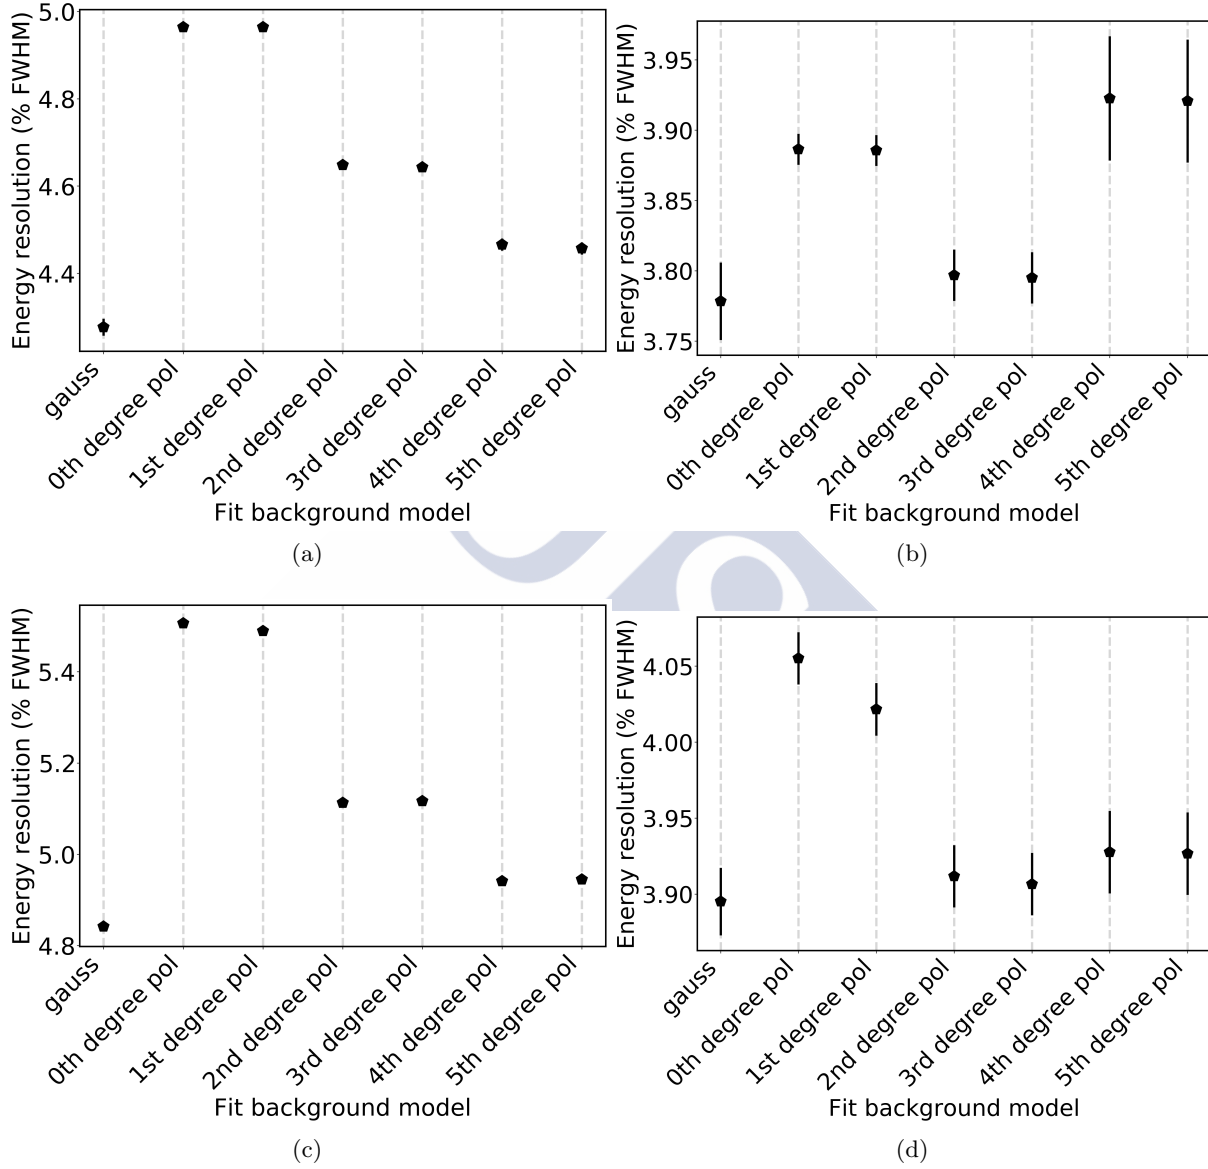 Energy resolution (% FWHM)
5.0
4.8
4.6
4.4
gauss
0th degree pol
1st degree pol
2nd degree pol
3rd degree pol
4th degree pol
5th degree pol
Fit background model
(a)
Energy resolution (% FWHM)
3.95
3.90
3.85
3.80
3.75
gauss
0th degree pol
1st degree pol
2nd degree pol
3rd degree pol
4th degree pol
5th degree pol
Fit background model
(b)
Energy resolution (% FWHM)
5.4
5.2
5.0
4.8
gauss
0th degree pol
1st degree pol
2nd degree pol
3rd degree pol
4th degree pol
5th degree pol
Fit background model
(c)
Energy resolution (% FWHM)
4.05
4.00
3.95
3.90
gauss
0th degree pol
1st degree pol
2nd degree pol
3rd degree pol
4th degree pol
5th degree pol
Fit background model
(d)